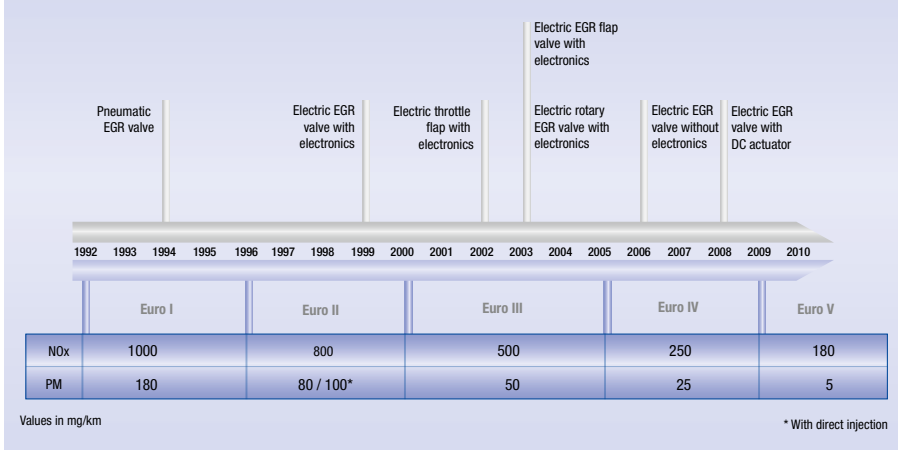 Electric EGR flap
valve with
electronics
Pneumatic
EGR valve
Electric EGR
valve with
electronics
Electric throttle
flap with
electronics
Electric rotary
EGR valve with
electronics
Electric EGR
valve without
electronics
Electric EGR
valve with
DC actuator
1992 1993 1994 1995 1996 1997 1998 1999 2000 2001 2002 2003 2004 2005 2006 2007 2008 2009 2010
Euro I Euro II Euro III Euro IV Euro V
NOx 1000 800 500 250 180
PM 180 80 / 100* 50 25 5
Values in mg/km
* With direct injection